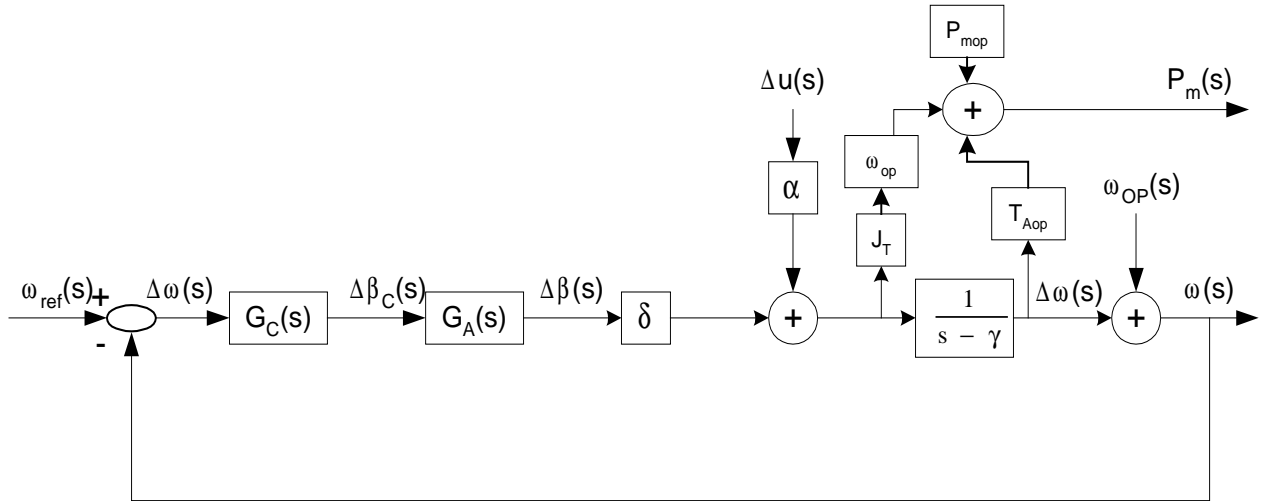 P_mop
Δu(s)
P_m(s)
+
ω_op
α
ω_OP(s)
T_Aop
J_T
ω_ref(s)
+
Δω(s)
Δβ_C(s)
Δβ(s)
Δω(s)
ω(s)
G_C(s)
G_A(s)
δ
+
1
s − γ
+
-